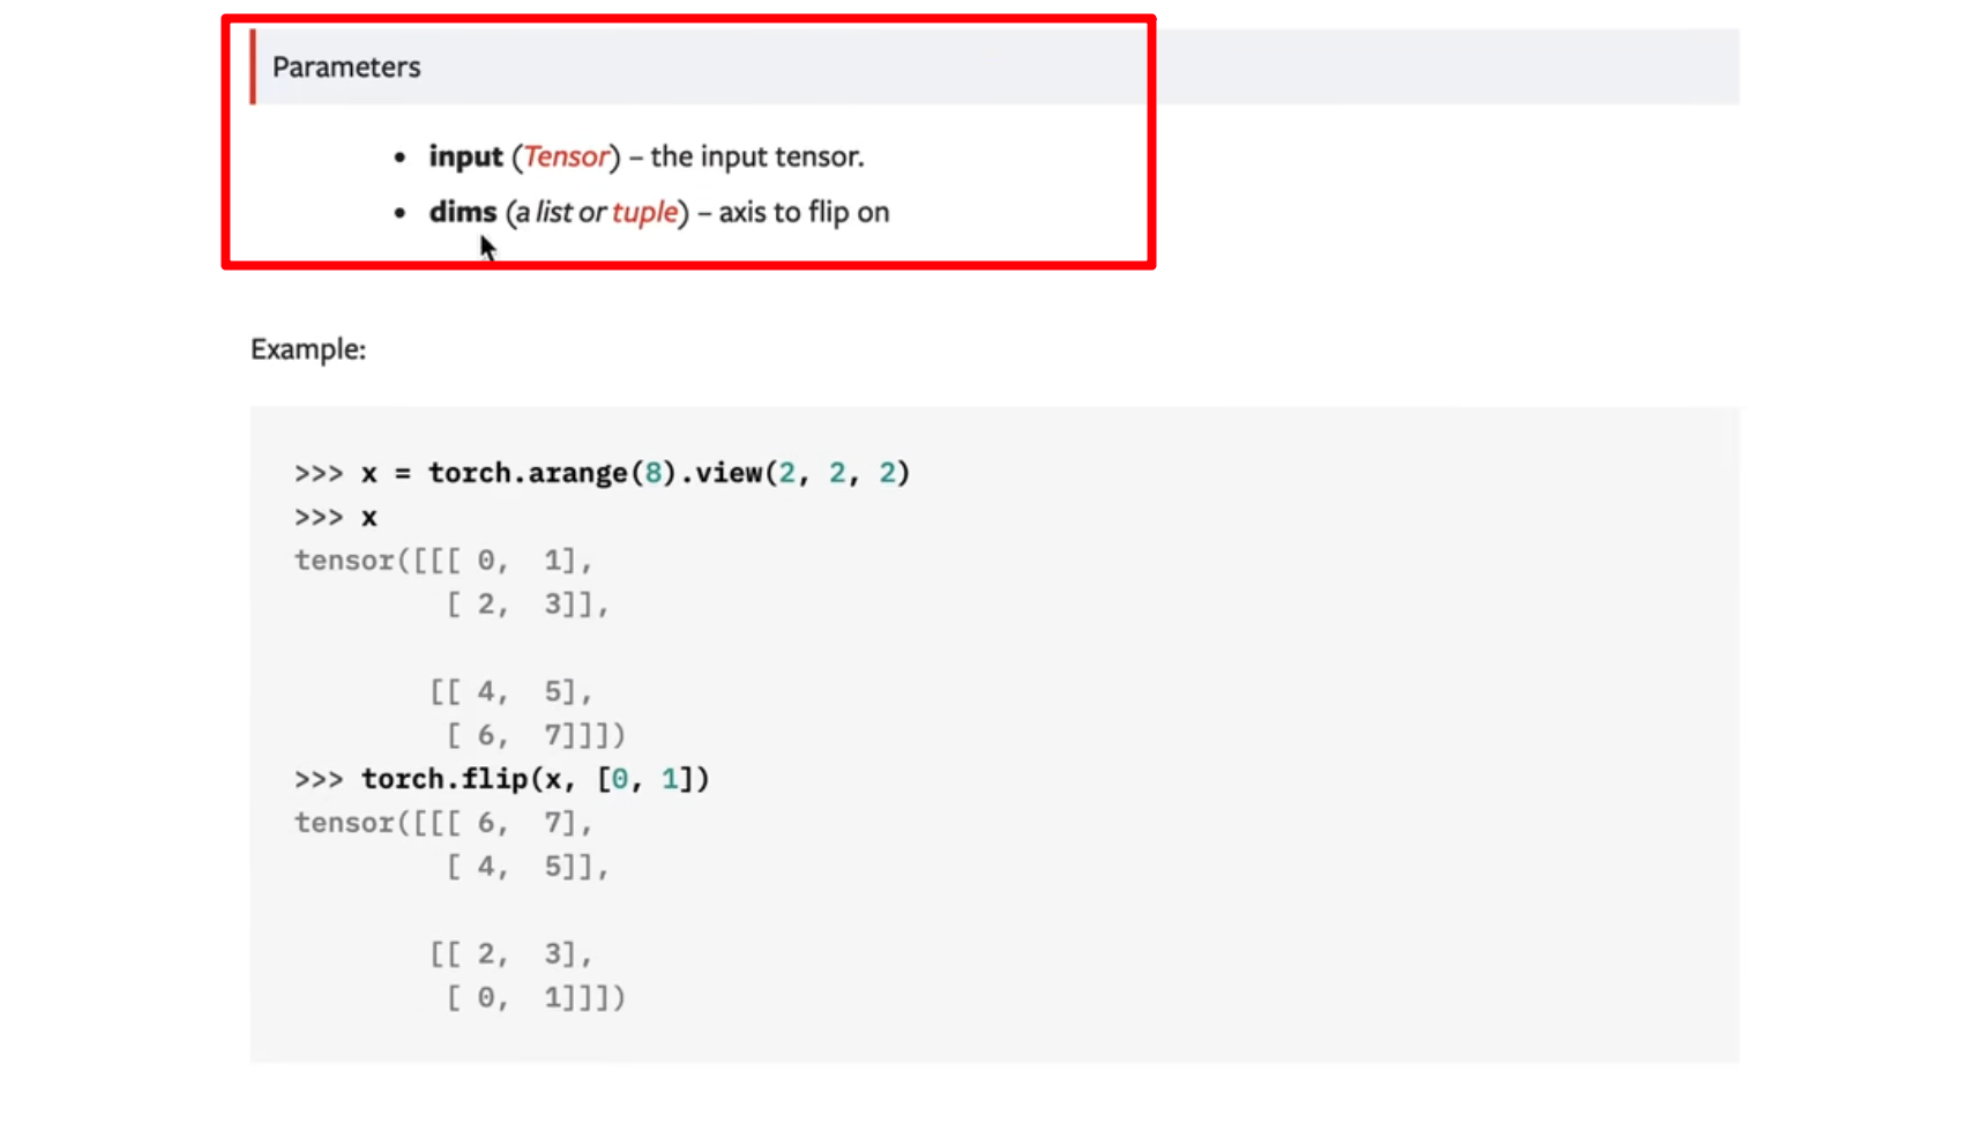 Parameters
• input (Tensor) – the input tensor.
• dims (a list or tuple) – axis to flip on
Example:
>>> x = torch.arange(8).view(2, 2, 2)
>>> x
tensor([[[ 0,  1],
         [ 2,  3]],
        [[ 4,  5],
         [ 6,  7]]])
>>> torch.flip(x, [0, 1])
tensor([[[ 6,  7],
         [ 4,  5]],
        [[ 2,  3],
         [ 0,  1]]])